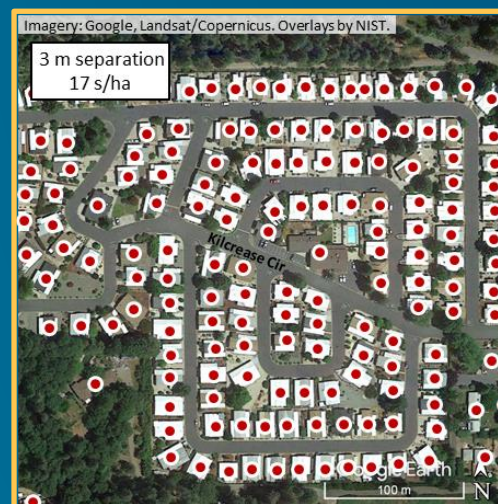 Imagery: Google, Landsat/Copernicus. Overlays by NIST.
3 m separation
17 s/ha
Kilcrease Cir
Google Earth
100 m
N